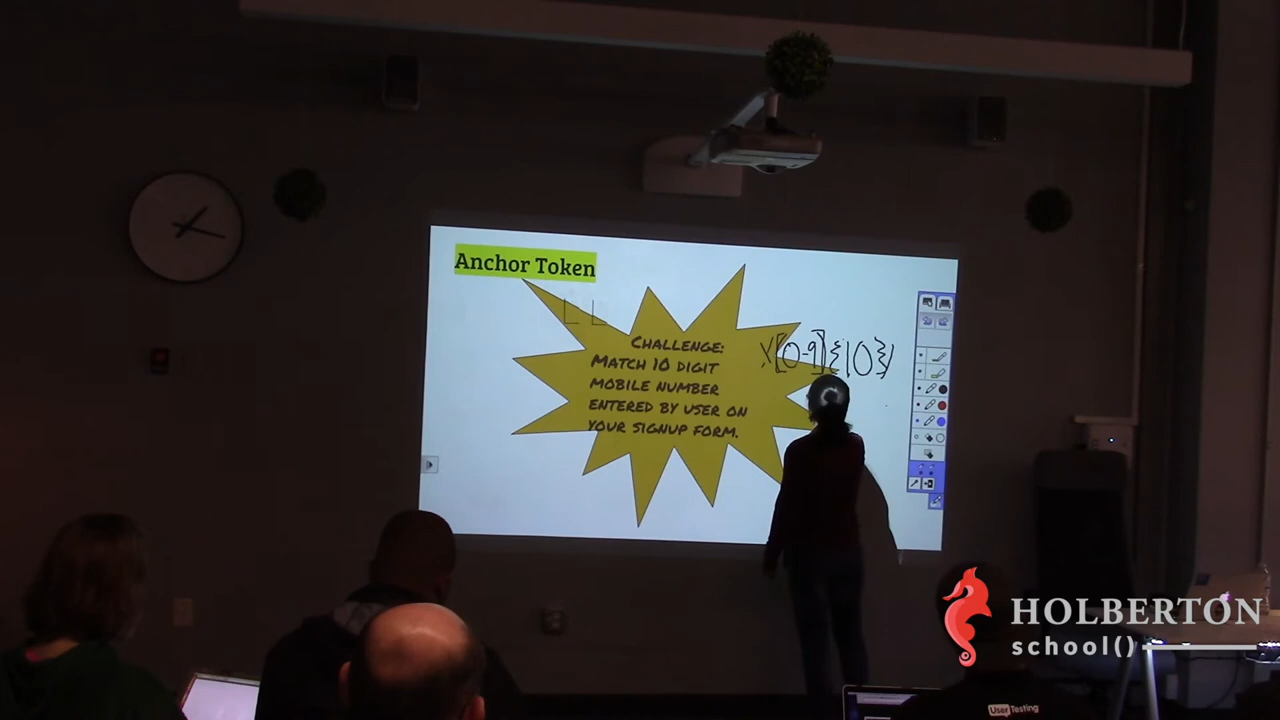 Anchor Token
Challenge:
Match 10 digit
mobile number
entered by user on
your signup form.
/[0-9]{10}/
HOLBERTON
school()
UserTesting